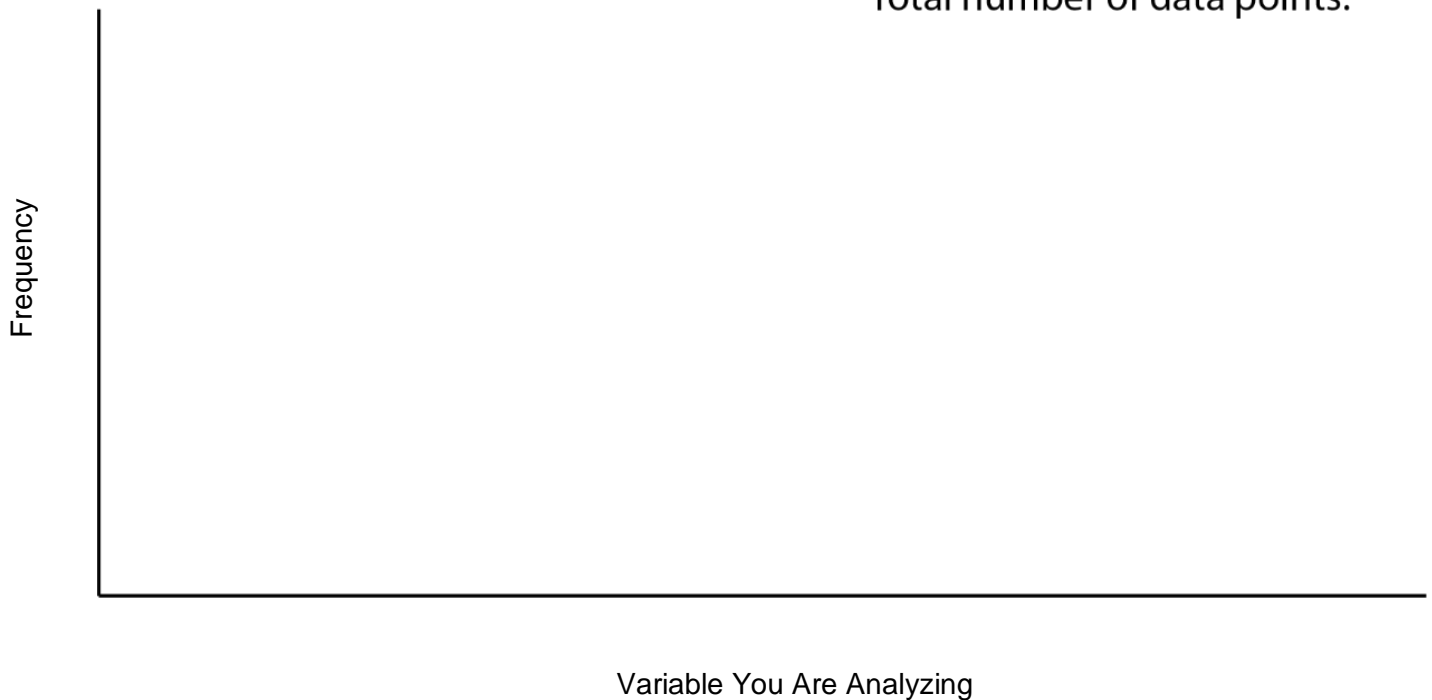 Total number of data points:
Frequency
Variable You Are Analyzing